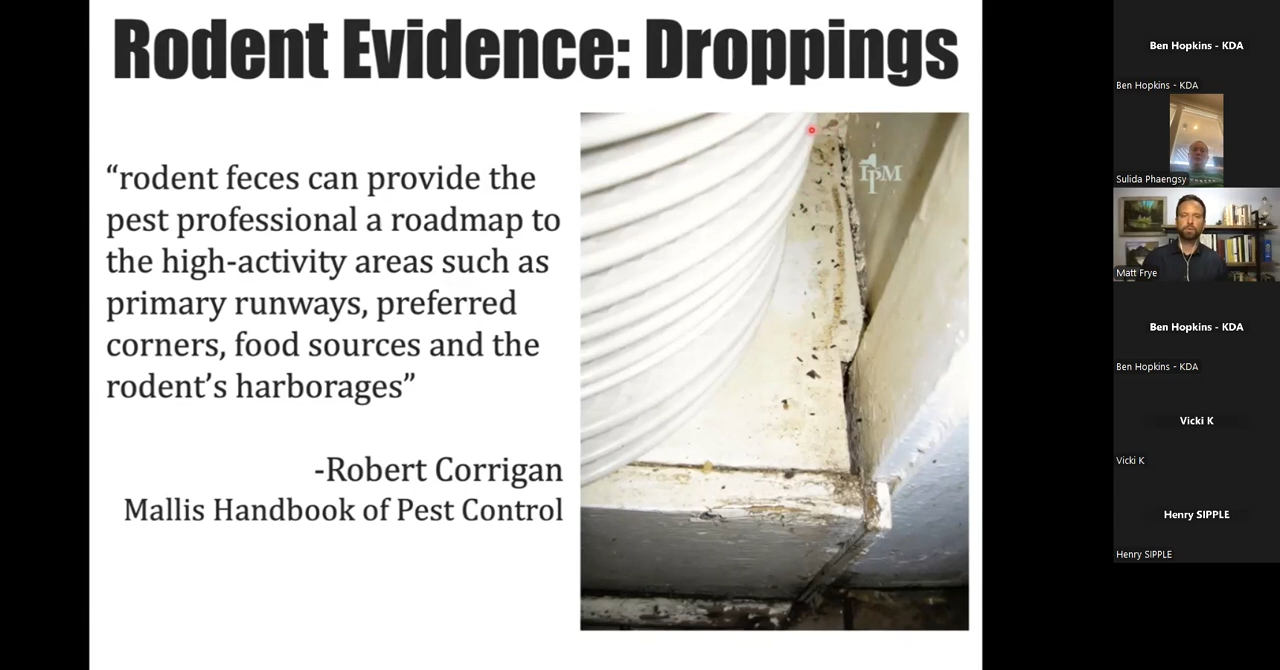 Rodent Evidence: Droppings
“rodent feces can provide the
pest professional a roadmap to
the high-activity areas such as
primary runways, preferred
corners, food sources and the
rodent’s harborages”
-Robert Corrigan
Mallis Handbook of Pest Control
IPM
Ben Hopkins - KDA
Ben Hopkins - KDA
Sulida Phaengsy
Matt Frye
Ben Hopkins - KDA
Ben Hopkins - KDA
Vicki K
Vicki K
Henry SIPPLE
Henry SIPPLE